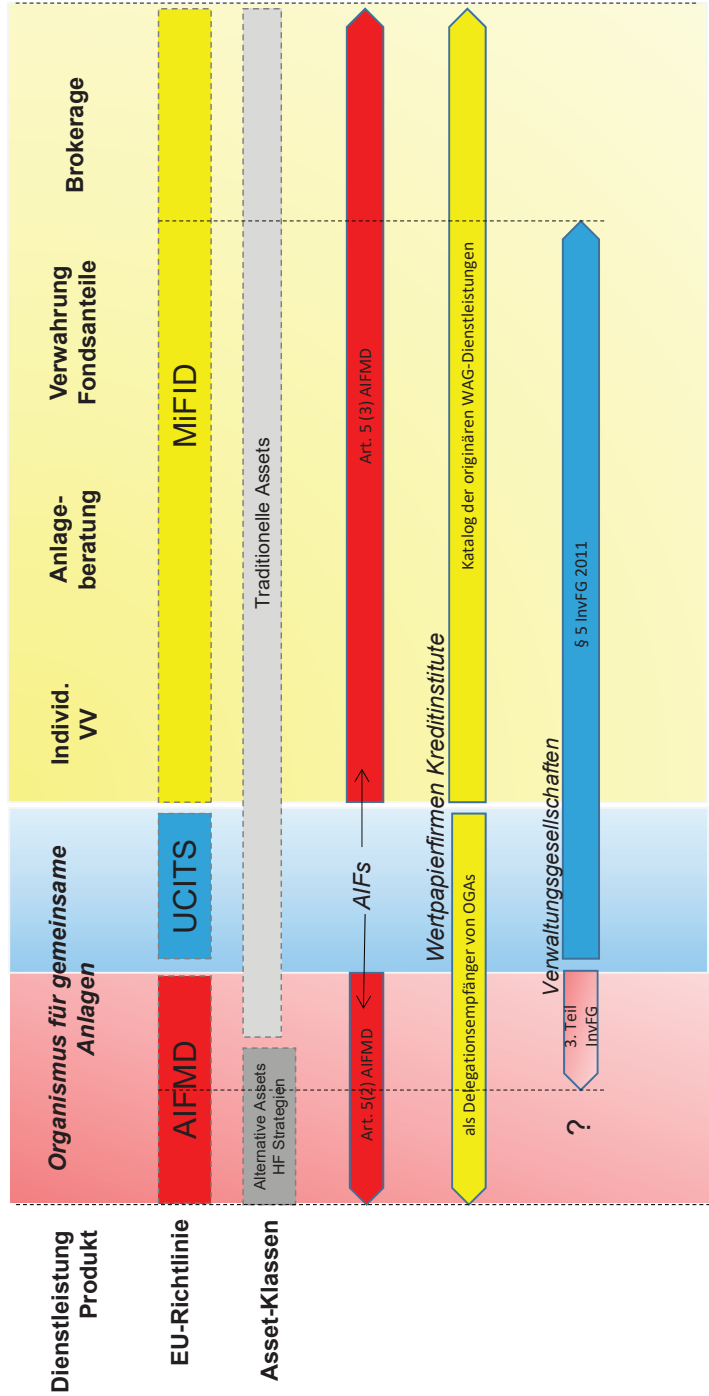 Dienstleistung
Produkt
Organismus für gemeinsame
Anlagen
Individ.
VV
Anlage-
beratung
Verwahrung
Fondsanteile
Brokerage
EU-Richtlinie
AIFMD
UCITS
MiFID
Asset-Klassen
Alternative Assets
HF Strategien
Traditionelle Assets
Art. 5(2) AIFMD
AIFs
Art. 5 (3) AIFMD
Wertpapierfirmen Kreditinstitute
als Delegationsempfänger von OGAs
Katalog der originären WAG-Dienstleistungen
Verwaltungsgesellschaften
?
3. Teil
InvFG
§ 5 InvFG 2011